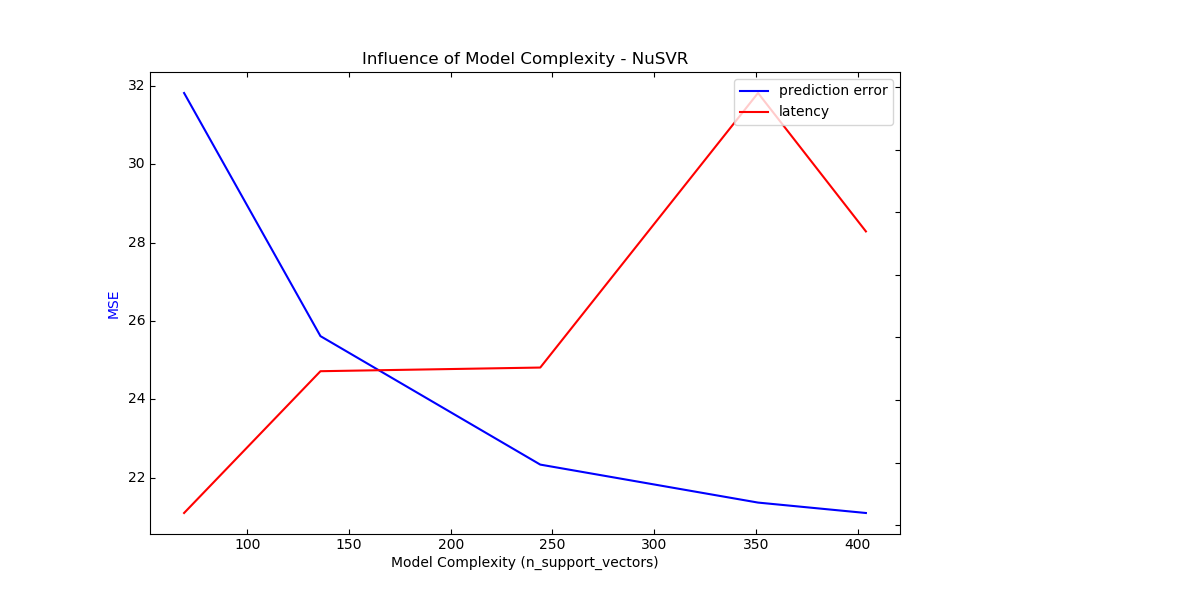 Influence of Model Complexity - NuSVR
prediction error
latency
32
30
28
26
24
22
MSE
100 150 200 250 300 350 400
Model Complexity (n_support_vectors)